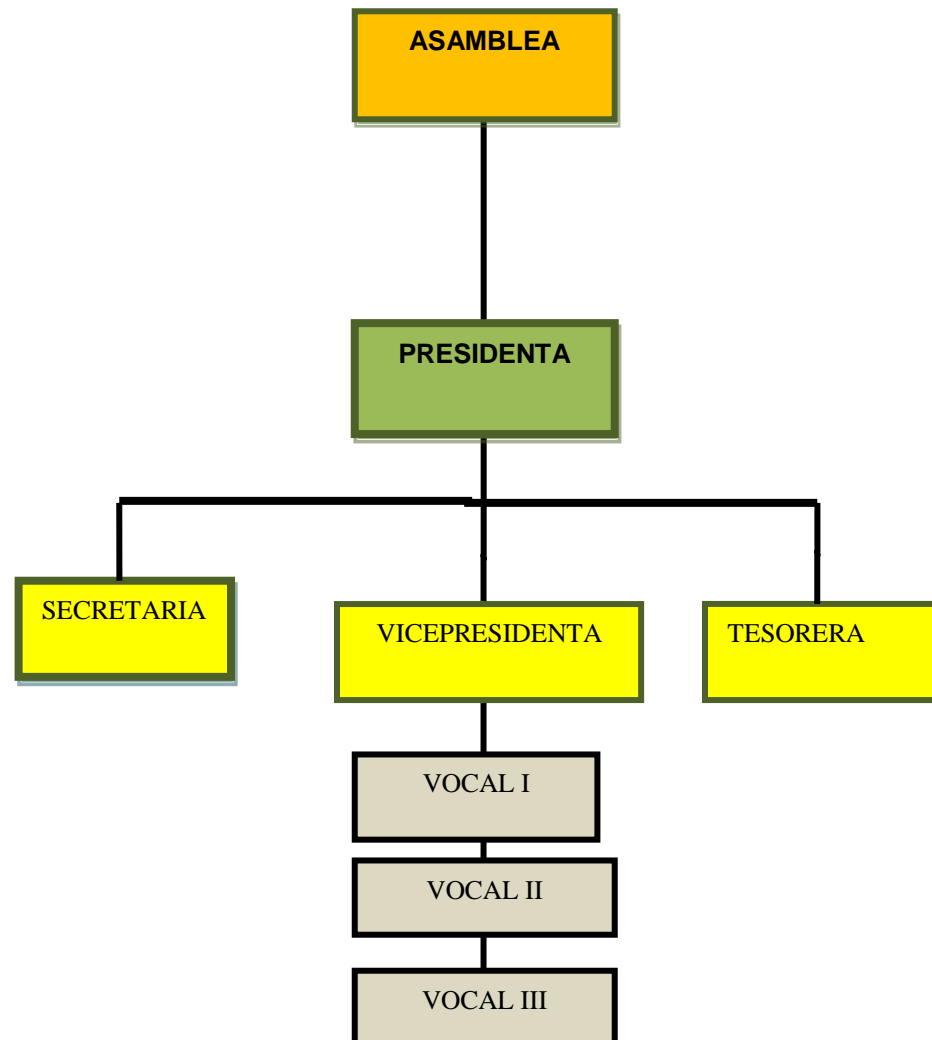 ASAMBLEA
PRESIDENTA
SECRETARIA
VICEPRESIDENTA
TESORERA
VOCAL I
VOCAL II
VOCAL III